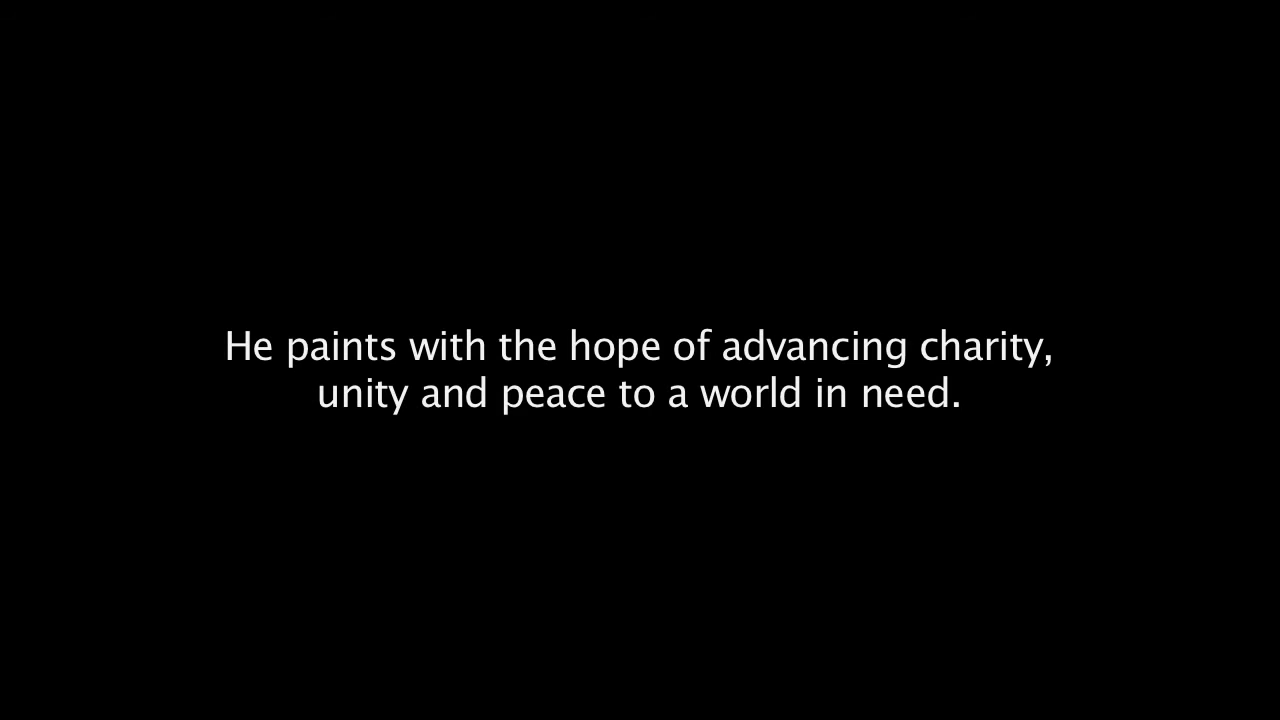 He paints with the hope of advancing charity,
unity and peace to a world in need.